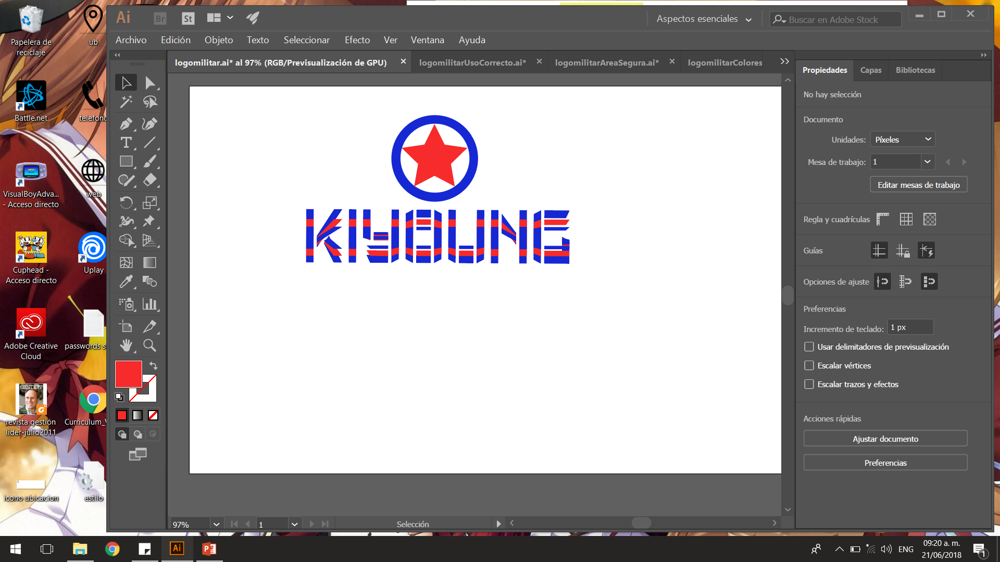 Papelera de
reciclaje
ub
Battle.net
telefono
VisualBoyAdva...
- Acceso directo
web
Cuphead -
Acceso directo
Uplay
Adobe Creative
Cloud
passwords s
GESTION
revista gestión
lider-julio2011
Curriculum_V
icono ubicacion
estilo
Ai
Br
St
Aspectos esenciales
Buscar en Adobe Stock
Archivo Edición Objeto Texto Seleccionar Efecto Ver Ventana Ayuda
logomilitar.ai* al 97% (RGB/Previsualización de GPU)
logomilitarUsoCorrecto.ai*
logomilitarAreaSegura.ai*
logomilitarColores
KIYOUNG
97%
1
Selección
Propiedades Capas Bibliotecas
No hay selección
Documento
Unidades: Píxeles
Mesa de trabajo: 1
Editar mesas de trabajo
Regla y cuadrículas
Guías
Opciones de ajuste
Preferencias
Incremento de teclado: 1 px
Usar delimitadores de previsualización
Escalar vértices
Escalar trazos y efectos
Acciones rápidas
Ajustar documento
Preferencias
Ai
ENG
09:20 a. m.
21/06/2018
1